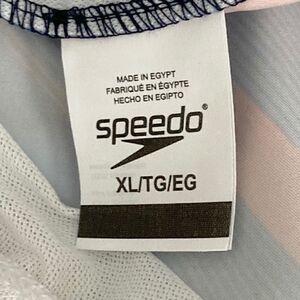 MADE IN EGYPT
FABRIQUÉ EN ÉGYPTE
HECHO EN EGIPTO
speedo®
XL/TG/EG